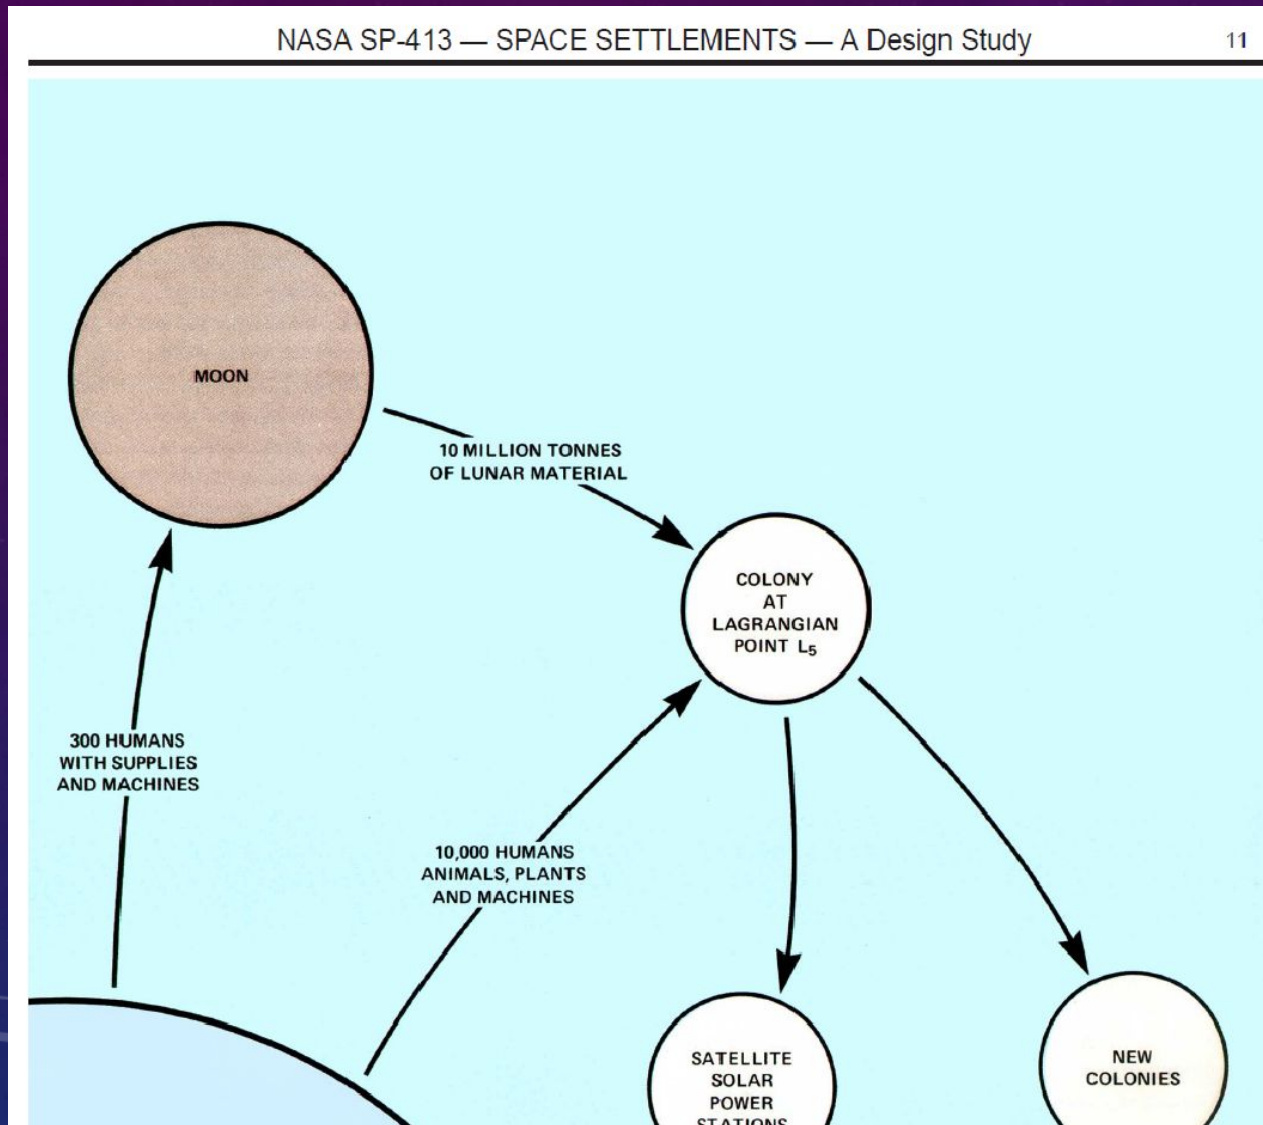 NASA SP-413 — SPACE SETTLEMENTS — A Design Study
11
MOON
10 MILLION TONNES
OF LUNAR MATERIAL
COLONY
AT
LAGRANGIAN
POINT L5
300 HUMANS
WITH SUPPLIES
AND MACHINES
10,000 HUMANS
ANIMALS, PLANTS
AND MACHINES
SATELLITE
SOLAR
POWER
STATIONS
NEW
COLONIES